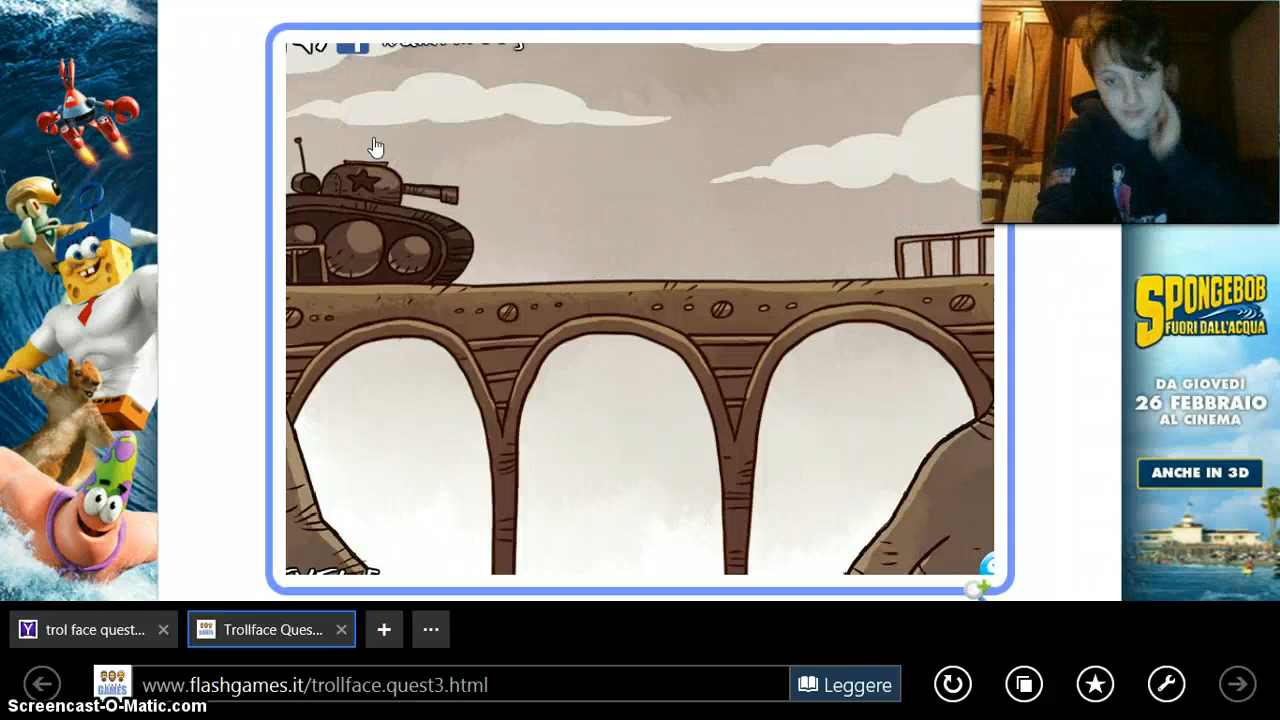 SPONGEBOB
FUORI DALL'ACQUA
DA GIOVEDÌ
26 FEBBRAIO
AL CINEMA
ANCHE IN 3D
trol face quest...
Trollface Ques...
GAMES
www.flashgames.it/trollface.quest3.html
Leggere
Screencast-O-Matic.com